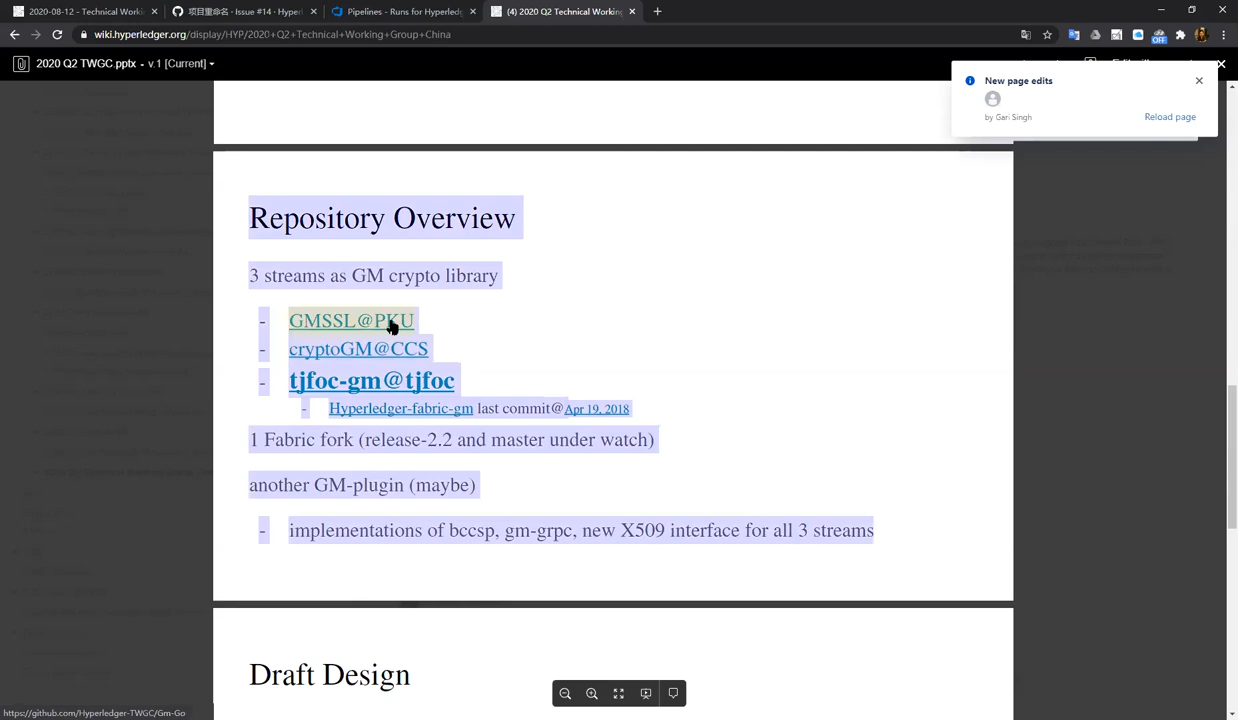 2020-08-12 - Technical Worki
项目重命名 · Issue #14 · Hyperl
Pipelines - Runs for Hyperledg
(4) 2020 Q2 Technical Working
wiki.hyperledger.org/display/HYP/2020+Q2+Technical+Working+Group+China
OFF
2020 Q2 TWGC.pptx - v.1 [Current]
New page edits
by Gari Singh
Reload page
Repository Overview
3 streams as GM crypto library
- GMSSL@PKU
- cryptoGM@CCS
- tjfoc-gm@tjfoc
- Hyperledger-fabric-gm last commit@Apr 19, 2018
1 Fabric fork (release-2.2 and master under watch)
another GM-plugin (maybe)
- implementations of bccsp, gm-grpc, new X509 interface for all 3 streams
Draft Design
https://github.com/Hyperledger-TWGC/Gm-Go